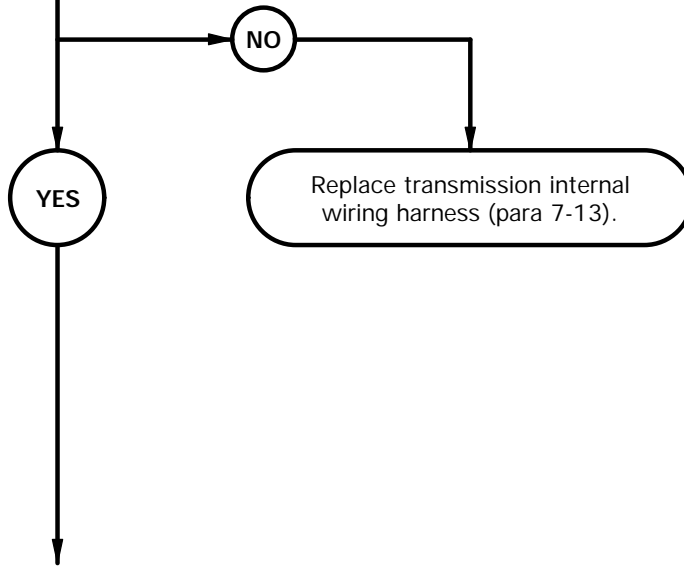 NO
YES
Replace transmission internal
wiring harness (para 7-13).